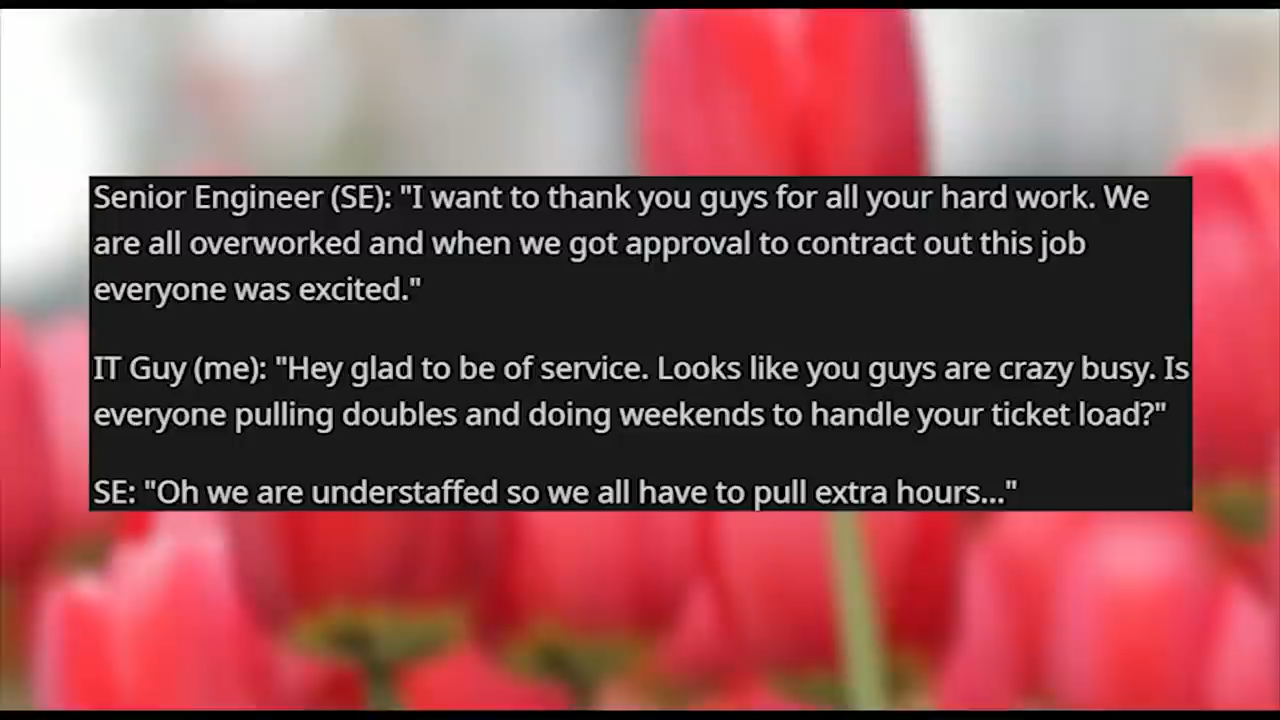 Senior Engineer (SE): "I want to thank you guys for all your hard work. We
are all overworked and when we got approval to contract out this job
everyone was excited."
IT Guy (me): "Hey glad to be of service. Looks like you guys are crazy busy. Is
everyone pulling doubles and doing weekends to handle your ticket load?"
SE: "Oh we are understaffed so we all have to pull extra hours..."